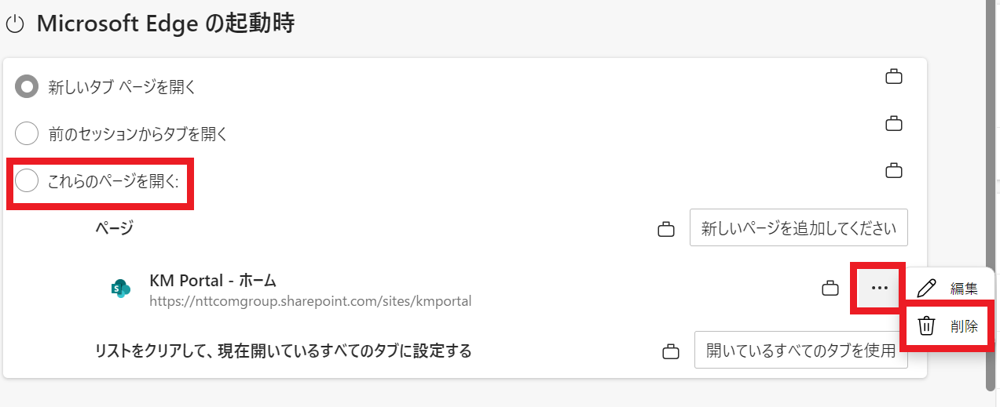 Microsoft Edge の起動時
新しいタブ ページを開く
前のセッションからタブを開く
これらのページを開く:
ページ
新しいページを追加してください
KM Portal - ホーム
https://nttcomgroup.sharepoint.com/sites/kmportal
編集
削除
リストをクリアして、現在開いているすべてのタブに設定する
開いているすべてのタブを使用